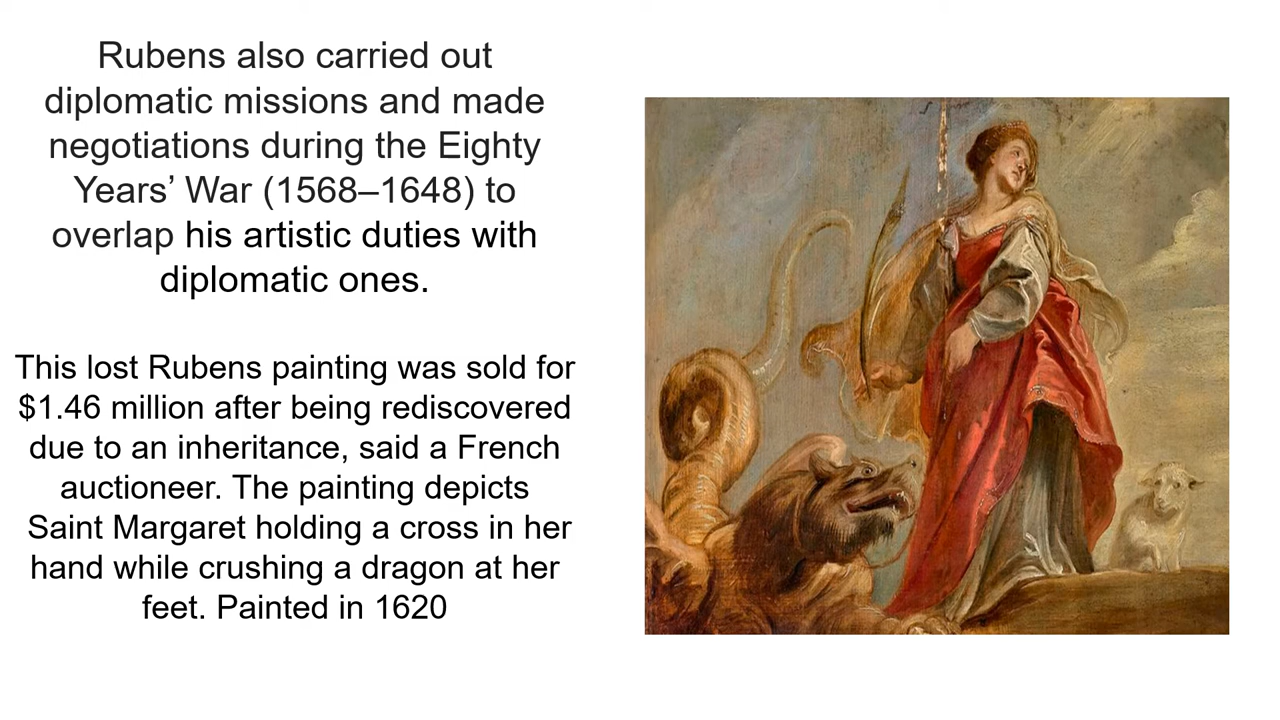 Rubens also carried out
diplomatic missions and made
negotiations during the Eighty
Years’ War (1568–1648) to
overlap his artistic duties with
diplomatic ones.
This lost Rubens painting was sold for
$1.46 million after being rediscovered
due to an inheritance, said a French
auctioneer. The painting depicts
Saint Margaret holding a cross in her
hand while crushing a dragon at her
feet. Painted in 1620